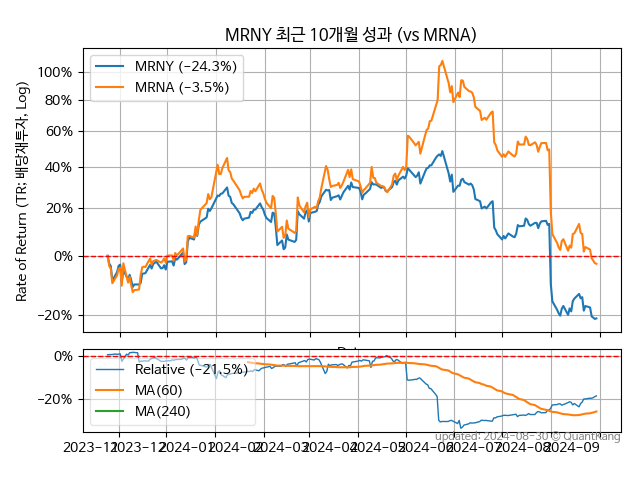 MRNY 최근 10개월 성과 (vs MRNA)
Rate of Return (TR: 배당재투자, Log)
MRNY (−24.3%)
MRNA (−3.5%)
100%
80%
60%
40%
20%
0%
−20%
0%
−20%
Relative (−21.5%)
MA(60)
MA(240)
2023-11
2023-12
2024-01
2024-02
2024-03
2024-04
2024-05
2024-06
2024-07
2024-08
2024-09
updated: 2024-08-30 © QuantKang